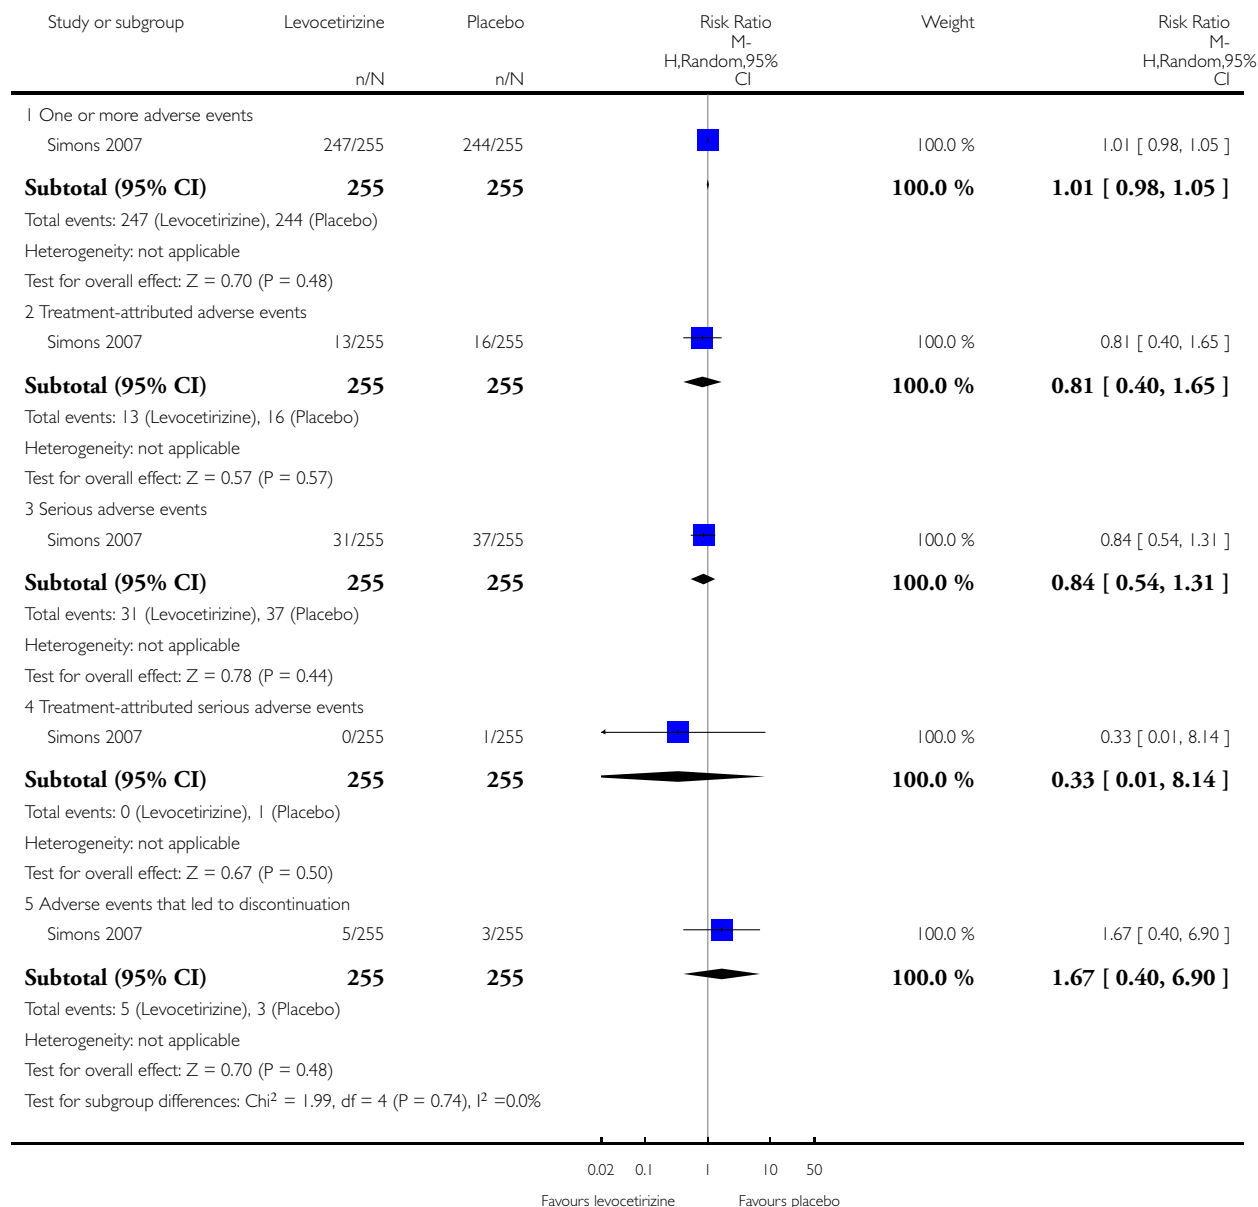 Study or subgroup Levocetirizine Placebo Risk Ratio Weight Risk Ratio
M- M-
H,Random,95% H,Random,95%
n/N n/N CI CI
1 One or more adverse events
Simons 2007 247/255 244/255 100.0 % 1.01 [ 0.98, 1.05 ]
Subtotal (95% CI) 255 255 100.0 % 1.01 [ 0.98, 1.05 ]
Total events: 247 (Levocetirizine), 244 (Placebo)
Heterogeneity: not applicable
Test for overall effect: Z = 0.70 (P = 0.48)
2 Treatment-attributed adverse events
Simons 2007 13/255 16/255 100.0 % 0.81 [ 0.40, 1.65 ]
Subtotal (95% CI) 255 255 100.0 % 0.81 [ 0.40, 1.65 ]
Total events: 13 (Levocetirizine), 16 (Placebo)
Heterogeneity: not applicable
Test for overall effect: Z = 0.57 (P = 0.57)
3 Serious adverse events
Simons 2007 31/255 37/255 100.0 % 0.84 [ 0.54, 1.31 ]
Subtotal (95% CI) 255 255 100.0 % 0.84 [ 0.54, 1.31 ]
Total events: 31 (Levocetirizine), 37 (Placebo)
Heterogeneity: not applicable
Test for overall effect: Z = 0.78 (P = 0.44)
4 Treatment-attributed serious adverse events
Simons 2007 0/255 1/255 100.0 % 0.33 [ 0.01, 8.14 ]
Subtotal (95% CI) 255 255 100.0 % 0.33 [ 0.01, 8.14 ]
Total events: 0 (Levocetirizine), 1 (Placebo)
Heterogeneity: not applicable
Test for overall effect: Z = 0.67 (P = 0.50)
5 Adverse events that led to discontinuation
Simons 2007 5/255 3/255 100.0 % 1.67 [ 0.40, 6.90 ]
Subtotal (95% CI) 255 255 100.0 % 1.67 [ 0.40, 6.90 ]
Total events: 5 (Levocetirizine), 3 (Placebo)
Heterogeneity: not applicable
Test for overall effect: Z = 0.70 (P = 0.48)
Test for subgroup differences: Chi² = 1.99, df = 4 (P = 0.74), I² =0.0%
0.02 0.1 1 10 50
Favours levocetirizine Favours placebo